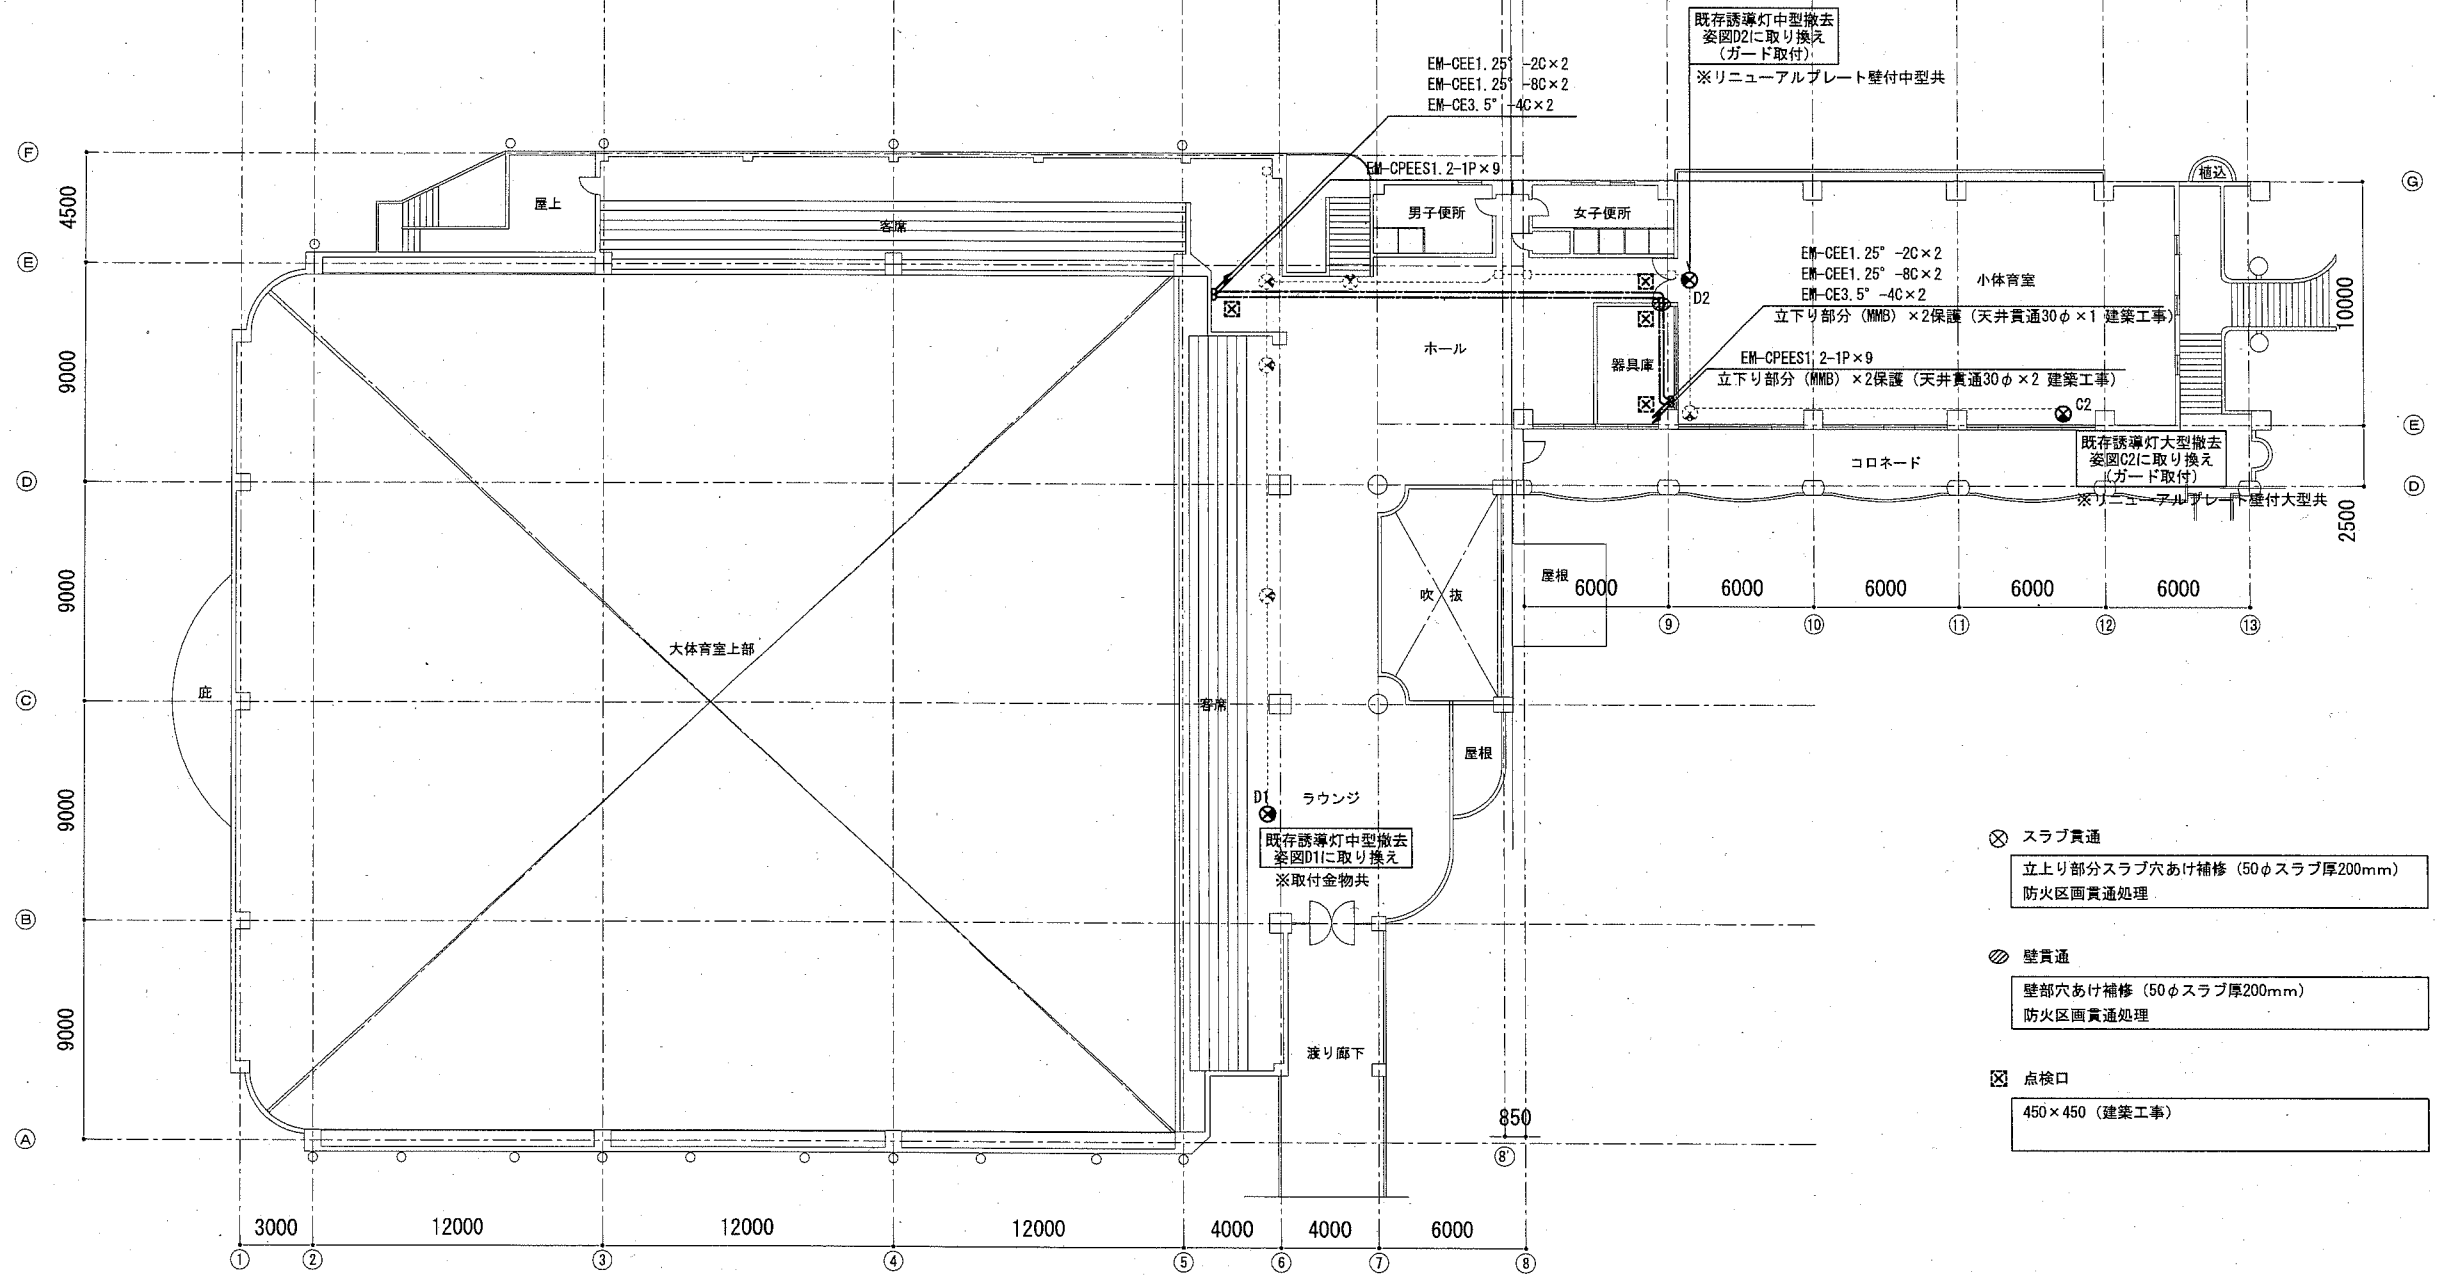 既存誘導灯中型撤去
姿図D2に取り換え
(ガード取付)
※リニューアルプレート壁付中型共
EM-CEE1.25° -2C×2
EM-CEE1.25° -8C×2
EM-CE3.5° -4C×2
EM-CPEES1.2-1P×9
F
E
D
C
B
A
4500
9000
9000
9000
9000
屋上
客席
男子便所
女子便所
植込
G
E
D
10000
2500
D2
小体育室
EM-CEE1.25° -2C×2
EM-CEE1.25° -8C×2
EM-CE3.5° -4C×2
立下り部分 (MMB) ×2保護 (天井貫通30φ×1 建築工事)
EM-CPEES1.2-1P×9
立下り部分 (MMB) ×2保護 (天井貫通30φ×2 建築工事)
ホール
器具庫
C2
既存誘導灯大型撤去
姿図C2に取り換え
(ガード取付)
※リニューアルプレート壁付大型共
コロネード
吹 抜
屋根
6000
6000
6000
6000
6000
9
10
11
12
13
大体育室上部
庇
客席
屋根
D1
ラウンジ
既存誘導灯中型撤去
姿図D1に取り換え
※取付金物共
渡り廊下
850
8'
スラブ貫通
立上り部分スラブ穴あけ補修 (50φスラブ厚200mm)
防火区画貫通処理
壁貫通
壁部穴あけ補修 (50φスラブ厚200mm)
防火区画貫通処理
点検口
450×450 (建築工事)
3000
12000
12000
12000
4000
4000
6000
1
2
3
4
5
6
7
8